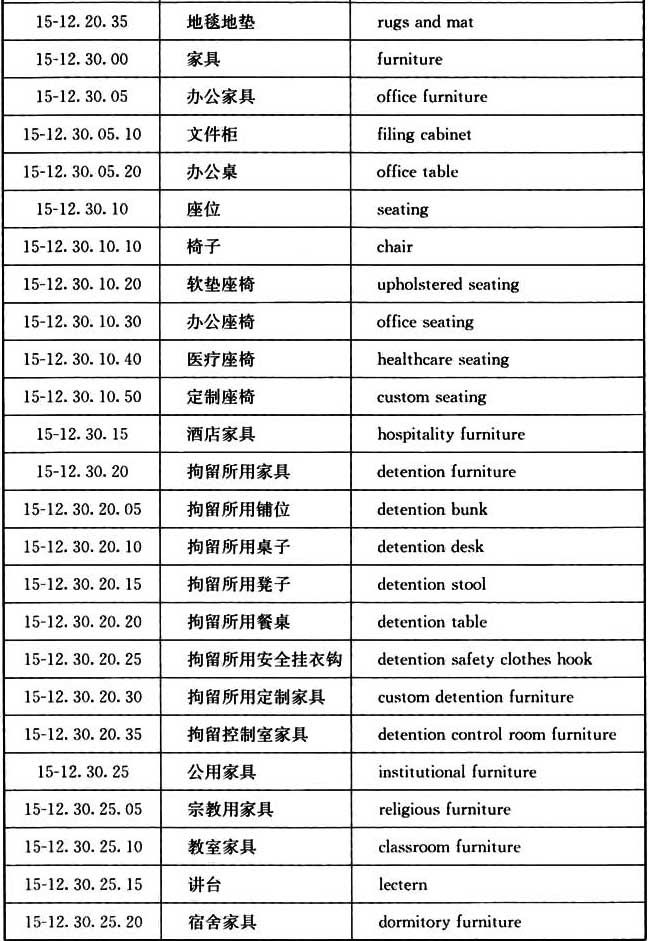 15-12.20.35 地毯地垫 rugs and mat
15-12.30.00 家具 furniture
15-12.30.05 办公家具 office furniture
15-12.30.05.10 文件柜 filing cabinet
15-12.30.05.20 办公桌 office table
15-12.30.10 座位 seating
15-12.30.10.10 椅子 chair
15-12.30.10.20 软垫座椅 upholstered seating
15-12.30.10.30 办公座椅 office seating
15-12.30.10.40 医疗座椅 healthcare seating
15-12.30.10.50 定制座椅 custom seating
15-12.30.15 酒店家具 hospitality furniture
15-12.30.20 拘留所用家具 detention furniture
15-12.30.20.05 拘留所用铺位 detention bunk
15-12.30.20.10 拘留所用桌子 detention desk
15-12.30.20.15 拘留所用凳子 detention stool
15-12.30.20.20 拘留所用餐桌 detention table
15-12.30.20.25 拘留所用安全挂衣钩 detention safety clothes hook
15-12.30.20.30 拘留所用定制家具 custom detention furniture
15-12.30.20.35 拘留控制室家具 detention control room furniture
15-12.30.25 公用家具 institutional furniture
15-12.30.25.05 宗教用家具 religious furniture
15-12.30.25.10 教室家具 classroom furniture
15-12.30.25.15 讲台 lectern
15-12.30.25.20 宿舍家具 dormitory furniture